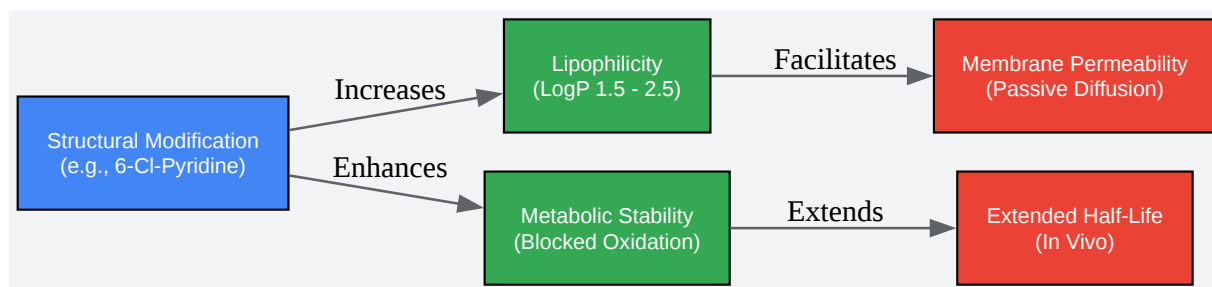 Structural Modification
(e.g., 6-Cl-Pyridine)
Increases
Lipophilicity
(LogP 1.5 - 2.5)
Facilitates
Membrane Permeability
(Passive Diffusion)
Enhances
Metabolic Stability
(Blocked Oxidation)
Extends
Extended Half-Life
(In Vivo)